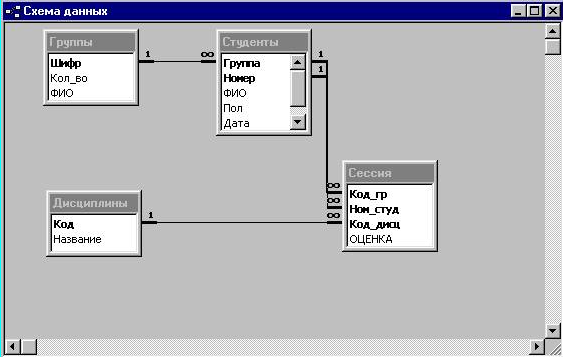 Схема данных
Группы
Шифр
Кол_во
ФИО
1
∞
Студенты
Группа
Номер
ФИО
Пол
Дата
1
1
Сессия
Код_гр
Ном_студ
Код_дисц
ОЦЕНКА
∞
∞
∞
Дисциплины
Код
Название
1